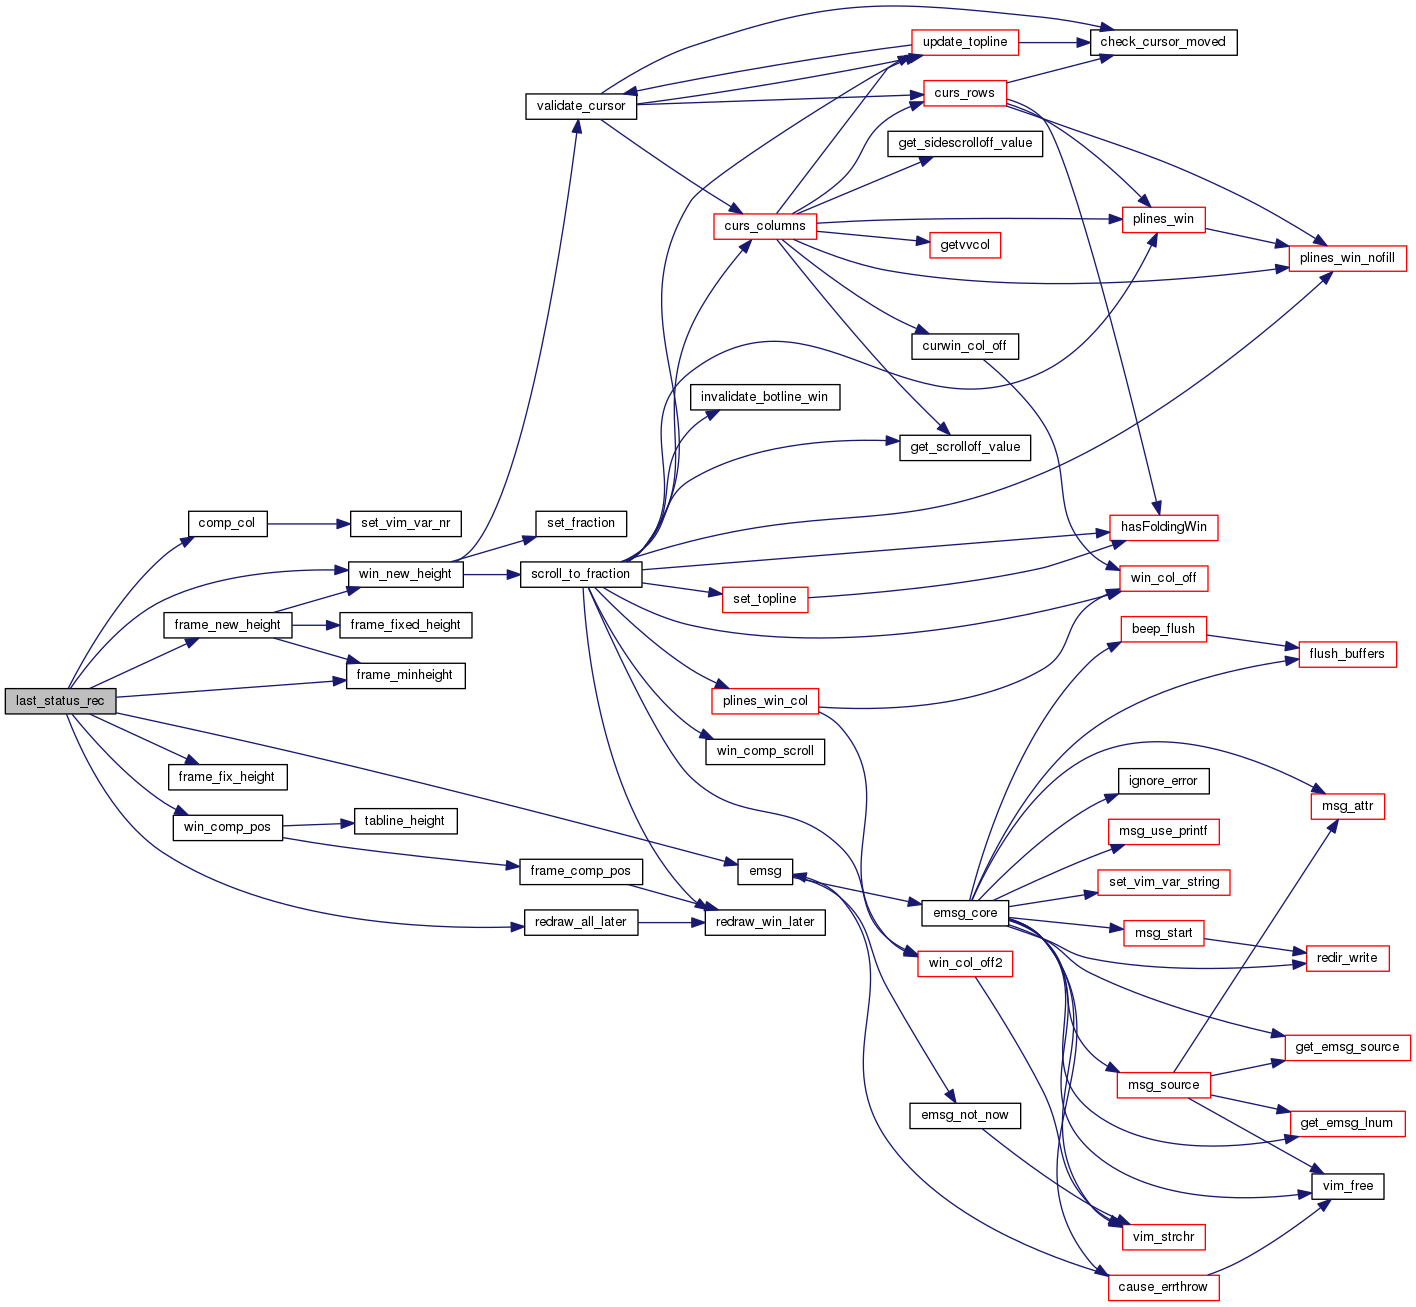 update_topline
check_cursor_moved
curs_rows
validate_cursor
get_sidescrolloff_value
plines_win
curs_columns
getvvcol
plines_win_nofill
curwin_col_off
invalidate_botline_win
get_scrolloff_value
comp_col
set_vim_var_nr
set_fraction
hasFoldingWin
win_new_height
scroll_to_fraction
win_col_off
set_topline
frame_new_height
frame_fixed_height
beep_flush
flush_buffers
frame_minheight
last_status_rec
plines_win_col
win_comp_scroll
frame_fix_height
ignore_error
msg_attr
win_comp_pos
tabline_height
msg_use_printf
frame_comp_pos
emsg
set_vim_var_string
emsg_core
redraw_all_later
redraw_win_later
msg_start
redir_write
win_col_off2
get_emsg_source
msg_source
emsg_not_now
get_emsg_lnum
vim_free
vim_strchr
cause_errthrow